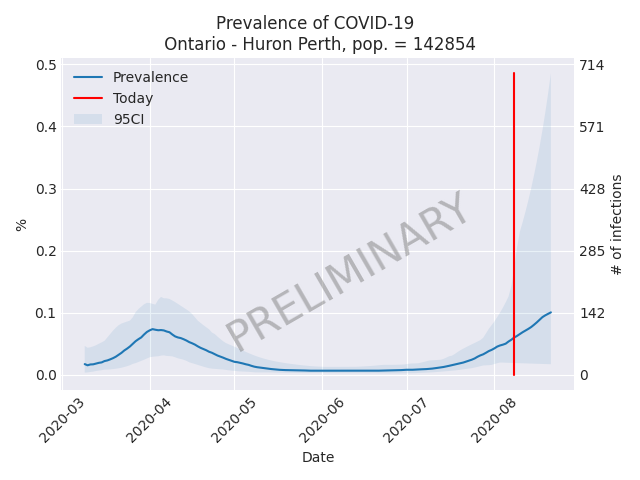 Prevalence of COVID-19
Ontario - Huron Perth, pop. = 142854
Prevalence
Today
95CI
0.5
0.4
0.3
0.2
0.1
0.0
%
714
571
428
285
142
0
# of infections
PRELIMINARY
2020-03
2020-04
2020-05
2020-06
2020-07
2020-08
Date